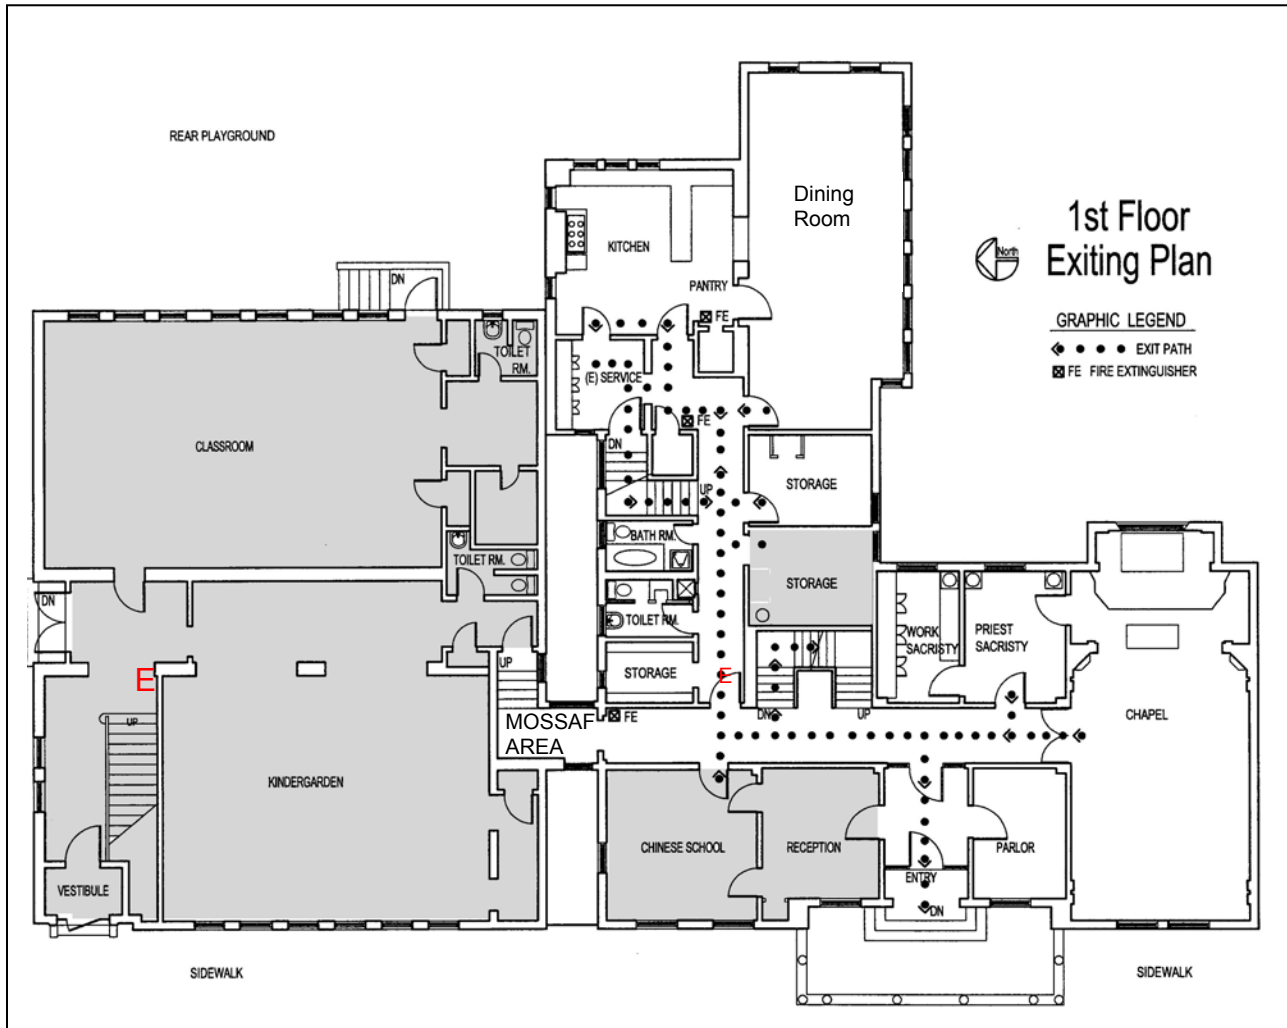 REAR PLAYGROUND
Dining
Room
1st Floor
Exiting Plan
North
KITCHEN
PANTRY
DN
FE
GRAPHIC LEGEND
EXIT PATH
FE FIRE EXTINGUISHER
TOILET
RM.
(E) SERVICE
FE
CLASSROOM
DN
STORAGE
UP
BATH RM.
TOILET RM.
STORAGE
DN
TOILET RM.
WORK
SACRISTY
PRIEST
SACRISTY
UP
STORAGE
E
E
MOSSAF
AREA
FE
DN
UP
CHAPEL
UP
KINDERGARDEN
CHINESE SCHOOL
RECEPTION
PARLOR
ENTRY
VESTIBULE
DN
SIDEWALK
SIDEWALK